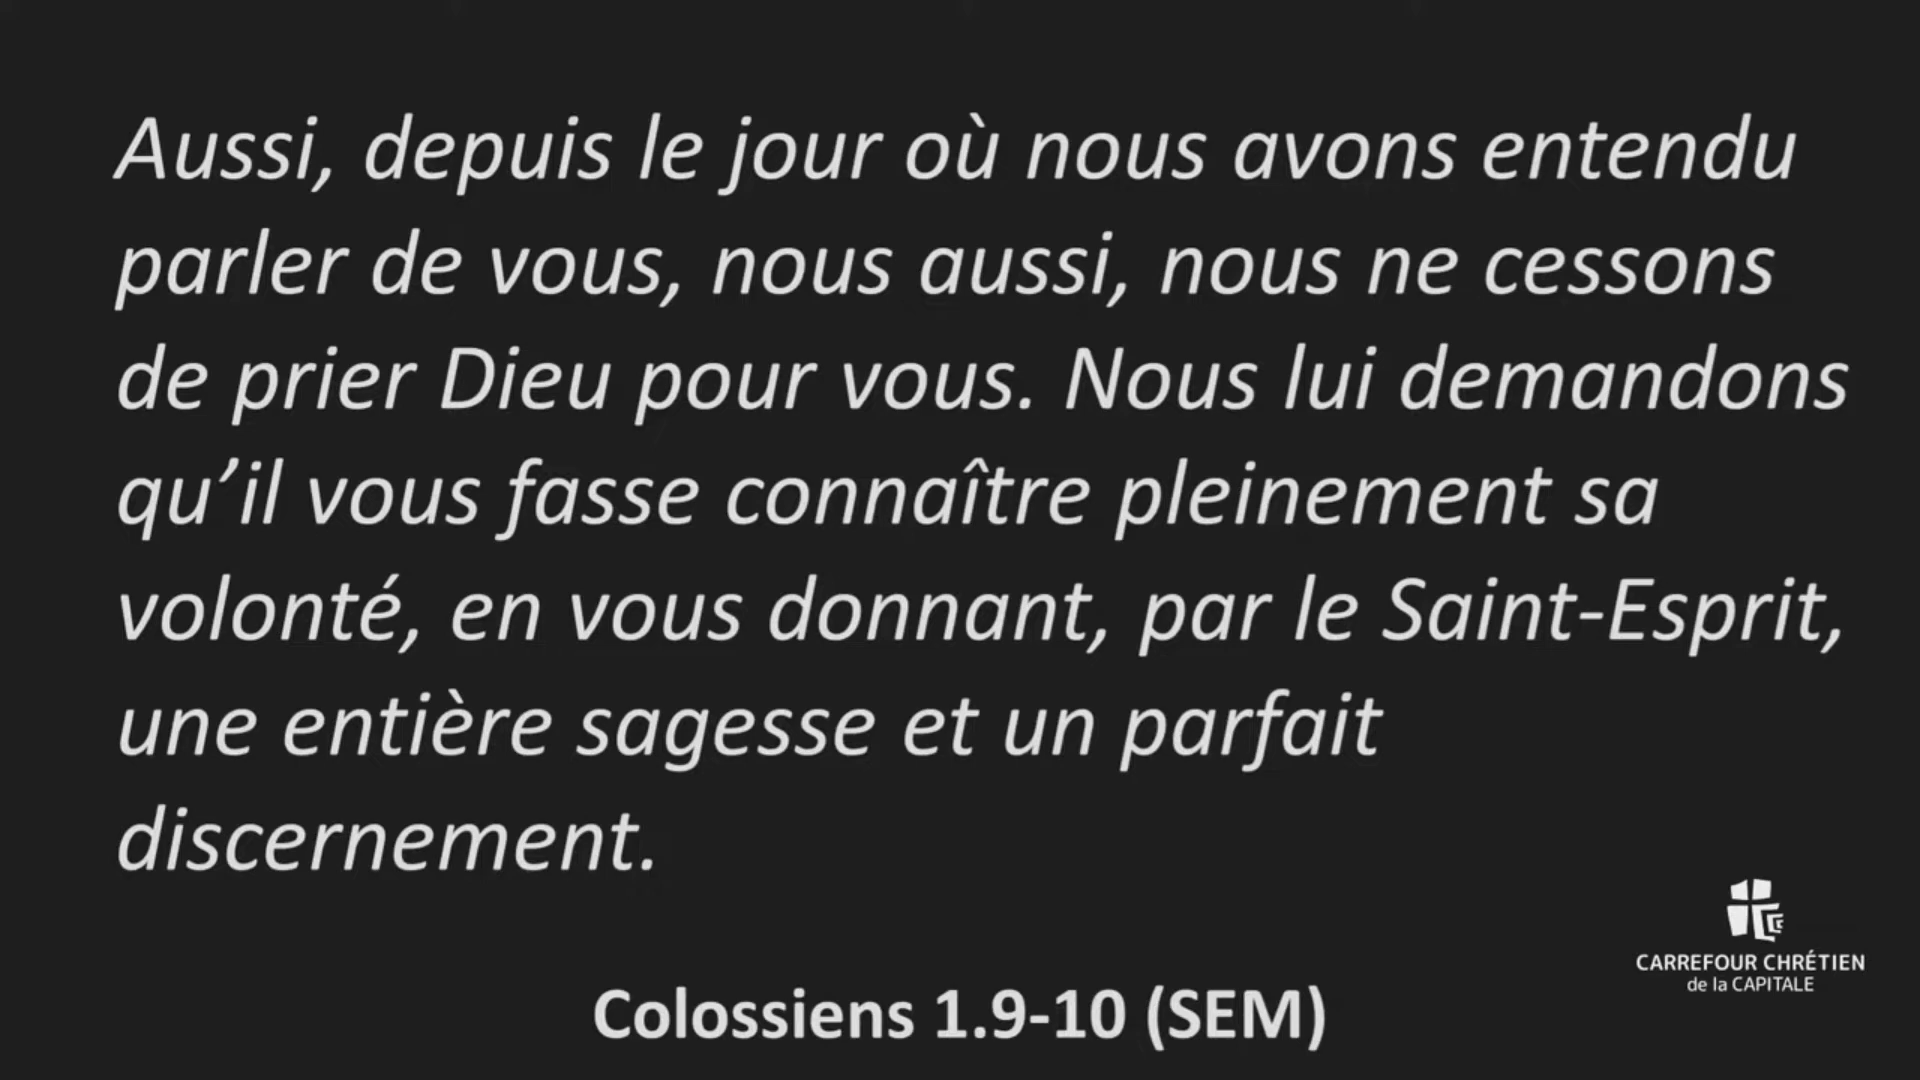 Aussi, depuis le jour où nous avons entendu
parler de vous, nous aussi, nous ne cessons
de prier Dieu pour vous. Nous lui demandons
qu’il vous fasse connaître pleinement sa
volonté, en vous donnant, par le Saint-Esprit,
une entière sagesse et un parfait
discernement.
CARREFOUR CHRÉTIEN
de la CAPITALE
Colossiens 1.9-10 (SEM)